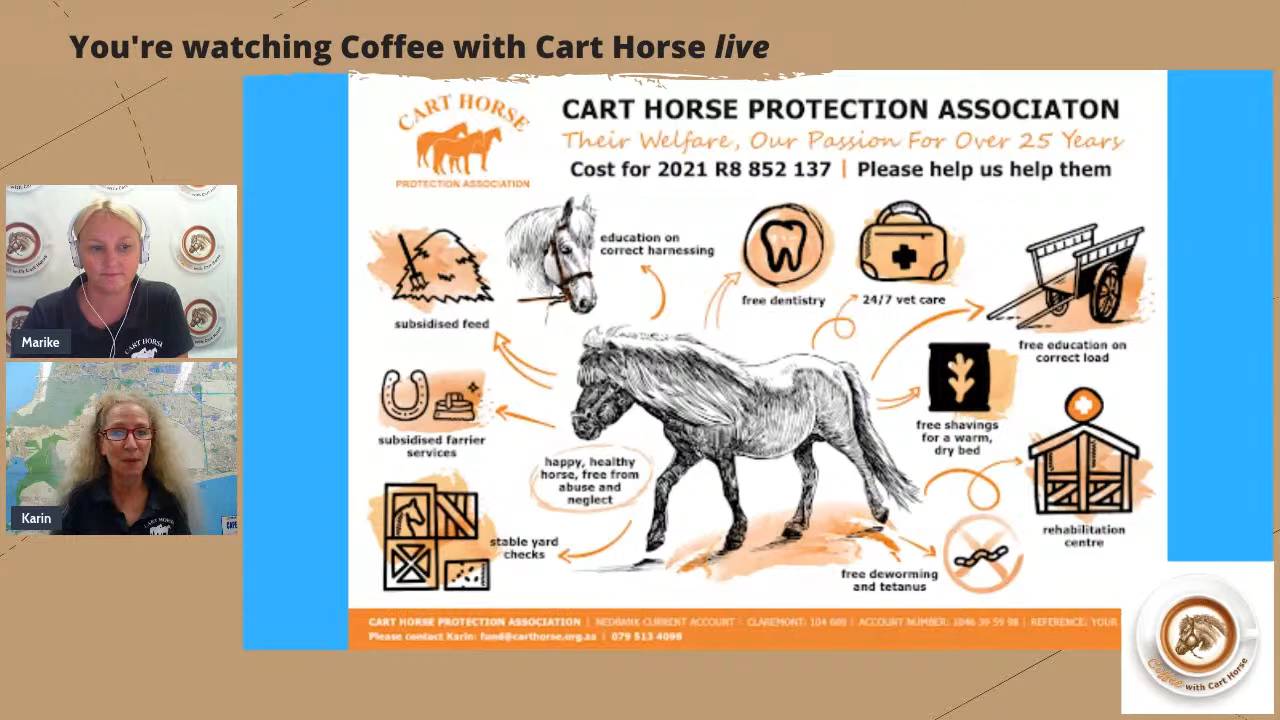 You're watching Coffee with Cart Horse live
CART HORSE
PROTECTION ASSOCIATION
CART HORSE PROTECTION ASSOCIATON
Their Welfare, Our Passion For Over 25 Years
Cost for 2021 R8 852 137 | Please help us help them
education on
correct harnessing
free dentistry
24/7 vet care
subsidised feed
free education on
correct load
subsidised farrier
services
free shavings
for a warm,
dry bed
happy, healthy
horse, free from
abuse and
neglect
rehabilitation
centre
stable yard
checks
free deworming
and tetanus
CART HORSE PROTECTION ASSOCIATION | NEDBANK CURRENT ACCOUNT | CLAREMONT: 104 609 | ACCOUNT NUMBER: 1046 39 59 98 | REFERENCE: YOUR
Please contact Karin: fund@carthorse.org.za | 079 513 4098
Marike
CART HORSE
Karin
CART HORSE
CAPE
Coffee with Cart Horse